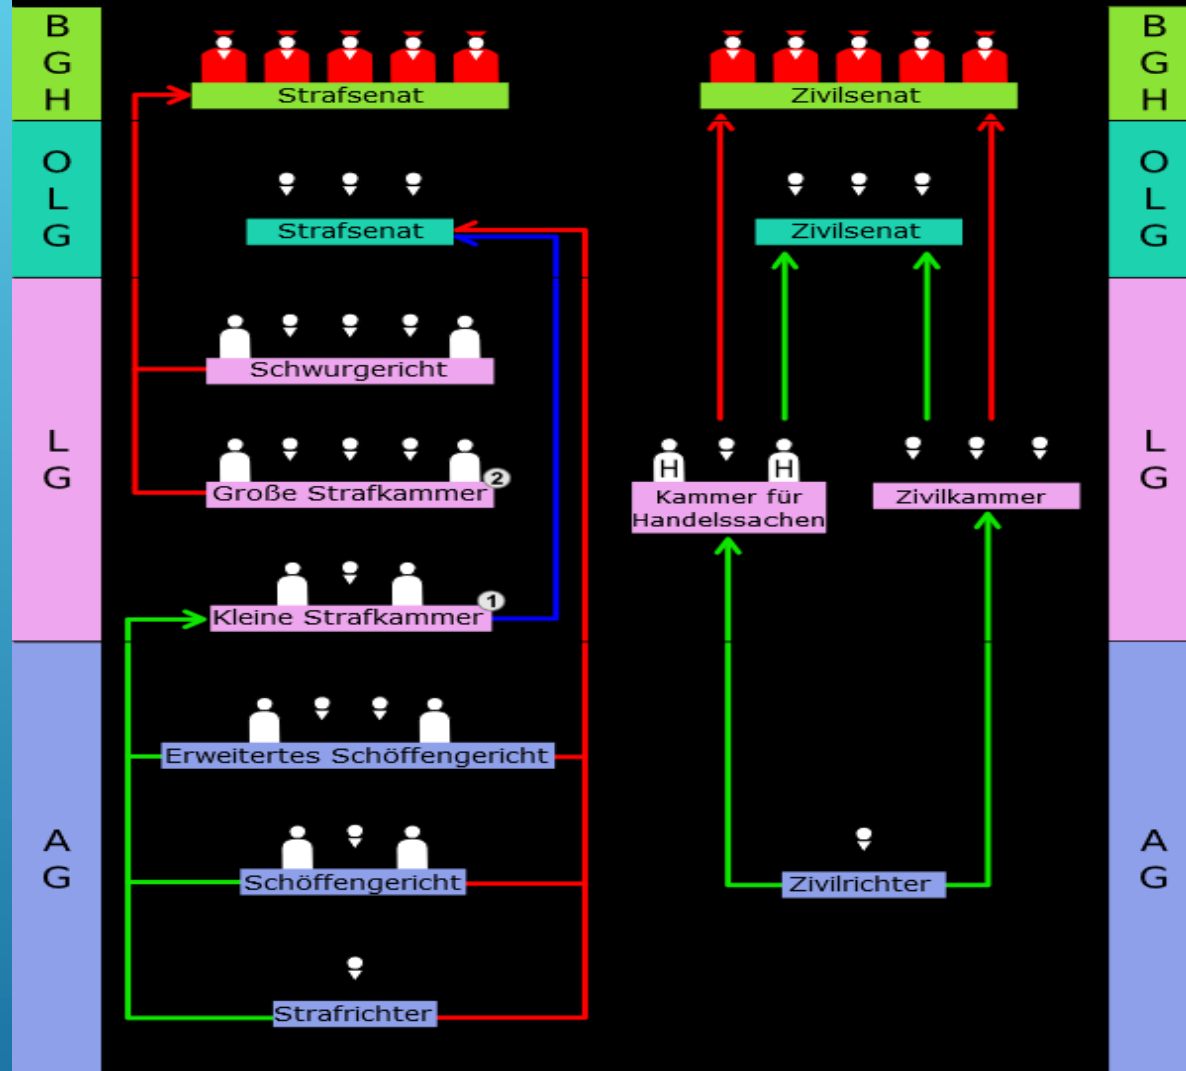 B
G
H
Strafsenat
Zivilsenat
B
G
H
O
L
G
Strafsenat
Zivilsenat
O
L
G
L
G
Schwurgericht
Große Strafkammer
2
H
H
Kammer für
Handelssachen
Zivilkammer
L
G
Kleine Strafkammer
1
A
G
Erweitertes Schöffengericht
Schöffengericht
Zivilrichter
Strafrichter
A
G